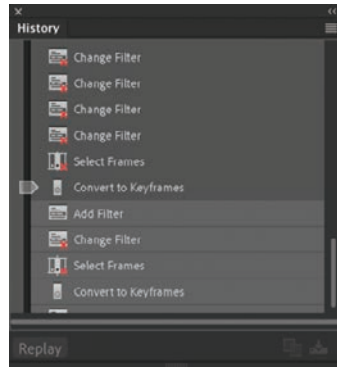 History
Change Filter
Change Filter
Change Filter
Change Filter
Select Frames
Convert to Keyframes
Add Filter
Change Filter
Select Frames
Convert to Keyframes
Replay